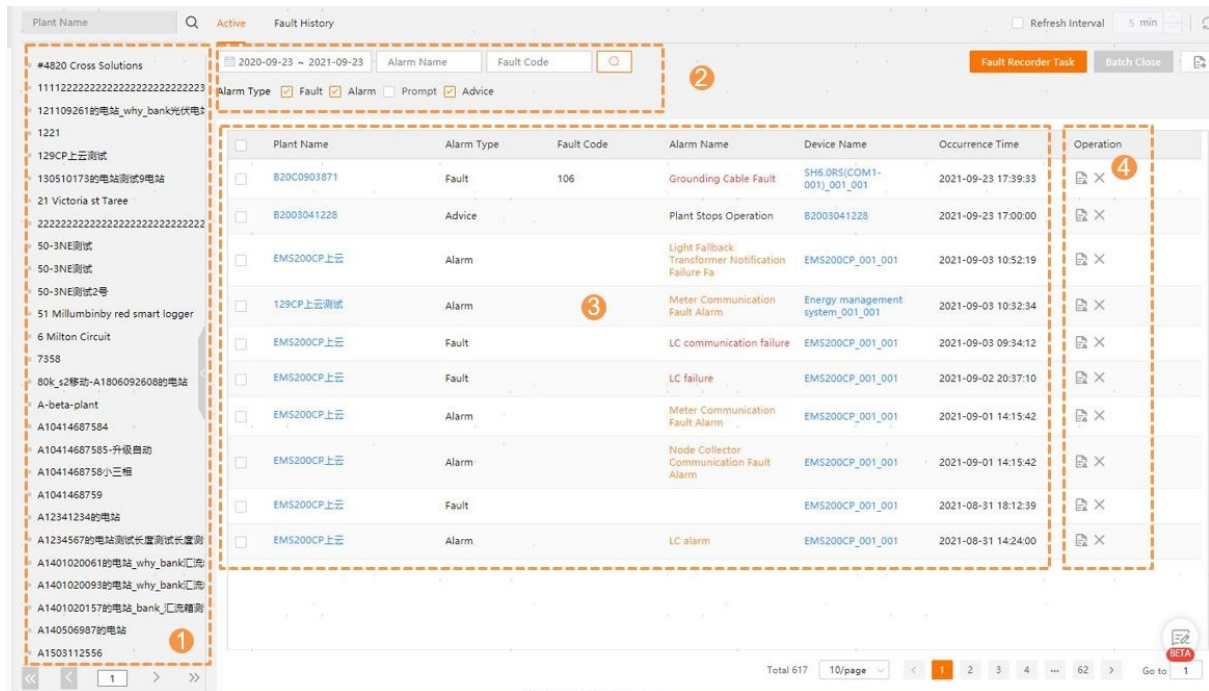 Plant Name
Active Fault History
Refresh Interval 5 min
#4820 Cross Solutions
121109261的电站_why_bank光伏电
1221
129CP上云测试
130510173的电站测试9电站
21 Victoria st Taree
50-3NE测试
50-3NE测试
50-3NE测试2号
51 Millumbinby red smart logger
6 Milton Circuit
7358
80k_s2移动-A1806092608的电站
A-beta-plant
A10414687584
A10414687585-升级自动
A1041468758小三相
A1041468759
A12341234的电站
A1234567的电站测试长度测试长度测
A1401020061的电站_why_bank汇流
A1401020093的电站_why_bank汇流
A1401020157的电站_bank_汇流箱测
A140506987的电站
A1503112556
1
1
2020-09-23 ~ 2021-09-23 Alarm Name Fault Code
2
Fault Recorder Task Batch Close
Alarm Type Fault Alarm Prompt Advice
Plant Name Alarm Type Fault Code Alarm Name Device Name Occurrence Time Operation
4
B20C0903871 Fault 106 Grounding Cable Fault SH6.0RS(COM1-
001)_001_001 2021-09-23 17:39:33
B2003041228 Advice Plant Stops Operation B2003041228 2021-09-23 17:00:00
EMS200CP上云 Alarm Light Fallback
Transformer Notification
Failure Fa EMS200CP_001_001 2021-09-03 10:52:19
129CP上云测试 Alarm 3 Meter Communication
Fault Alarm Energy management
system_001_001 2021-09-03 10:32:34
EMS200CP上云 Fault LC communication failure EMS200CP_001_001 2021-09-03 09:34:12
EMS200CP上云 Fault LC failure EMS200CP_001_001 2021-09-02 20:37:10
EMS200CP上云 Alarm Meter Communication
Fault Alarm EMS200CP_001_001 2021-09-01 14:15:42
EMS200CP上云 Alarm Node Collector
Communication Fault
Alarm EMS200CP_001_001 2021-09-01 14:15:42
EMS200CP上云 Fault EMS200CP_001_001 2021-08-31 18:12:39
EMS200CP上云 Alarm LC alarm EMS200CP_001_001 2021-08-31 14:24:00
BETA
Total 617 10/page 1 2 3 4 ... 62 Go to 1